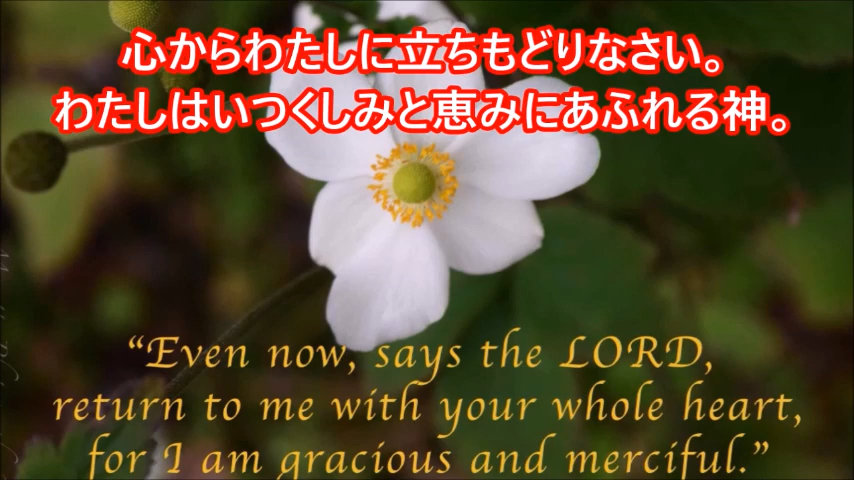 心からわたしに立ちもどりなさい。
わたしはいつくしみと恵みにあふれる神。
“Even now, says the LORD,
return to me with your whole heart,
for I am gracious and merciful.”